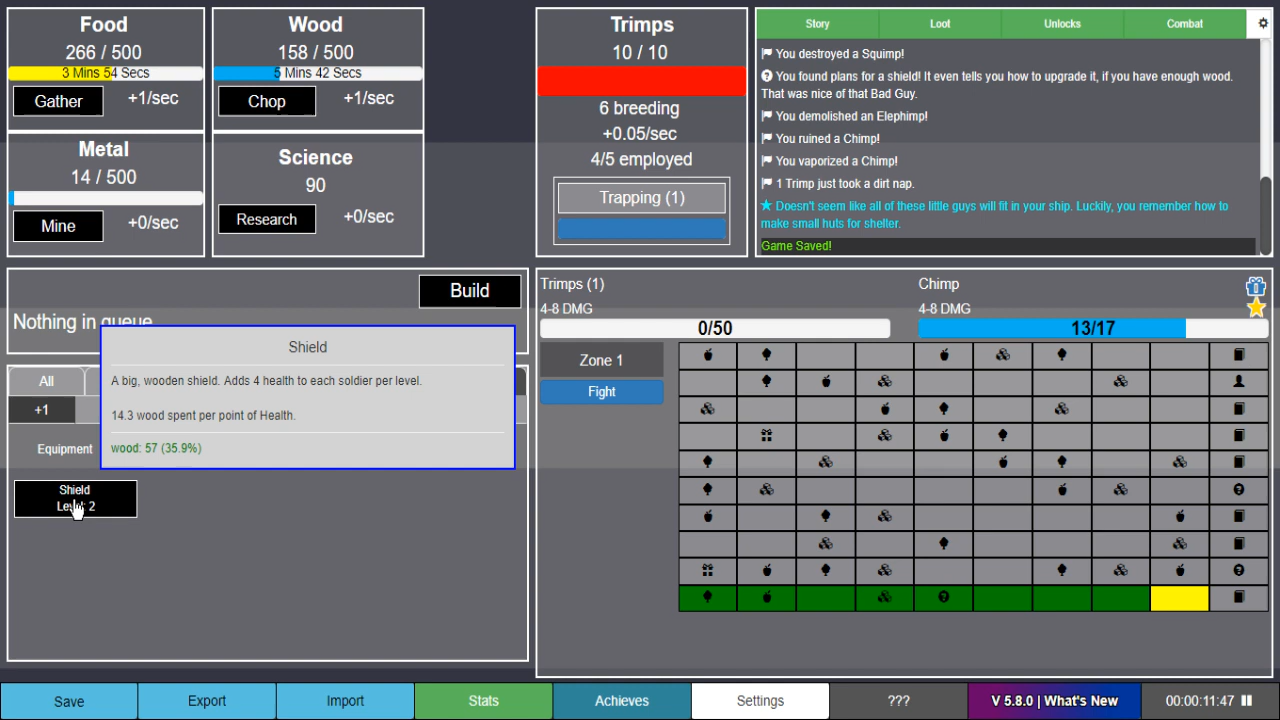 Food
266 / 500
3 Mins 54 Secs
Gather
+1/sec
Wood
158 / 500
5 Mins 42 Secs
Chop
+1/sec
Metal
14 / 500
Mine
+0/sec
Science
90
Research
+0/sec
Trimps
10 / 10
6 breeding
+0.05/sec
4/5 employed
Trapping (1)
Story
Loot
Unlocks
Combat
You destroyed a Squimp!
You found plans for a shield! It even tells you how to upgrade it, if you have enough wood.
That was nice of that Bad Guy.
You demolished an Elephimp!
You ruined a Chimp!
You vaporized a Chimp!
1 Trimp just took a dirt nap.
Doesn't seem like all of these little guys will fit in your ship. Luckily, you remember how to
make small huts for shelter.
Game Saved!
Build
Nothing in queue
Shield
A big, wooden shield. Adds 4 health to each soldier per level.
14.3 wood spent per point of Health.
wood: 57 (35.9%)
All
+1
Equipment
Shield
Level: 2
Trimps (1)
4-8 DMG
0/50
Chimp
4-8 DMG
13/17
Zone 1
Fight
Save
Export
Import
Stats
Achieves
Settings
???
V 5.8.0 | What's New
00:00:11:47